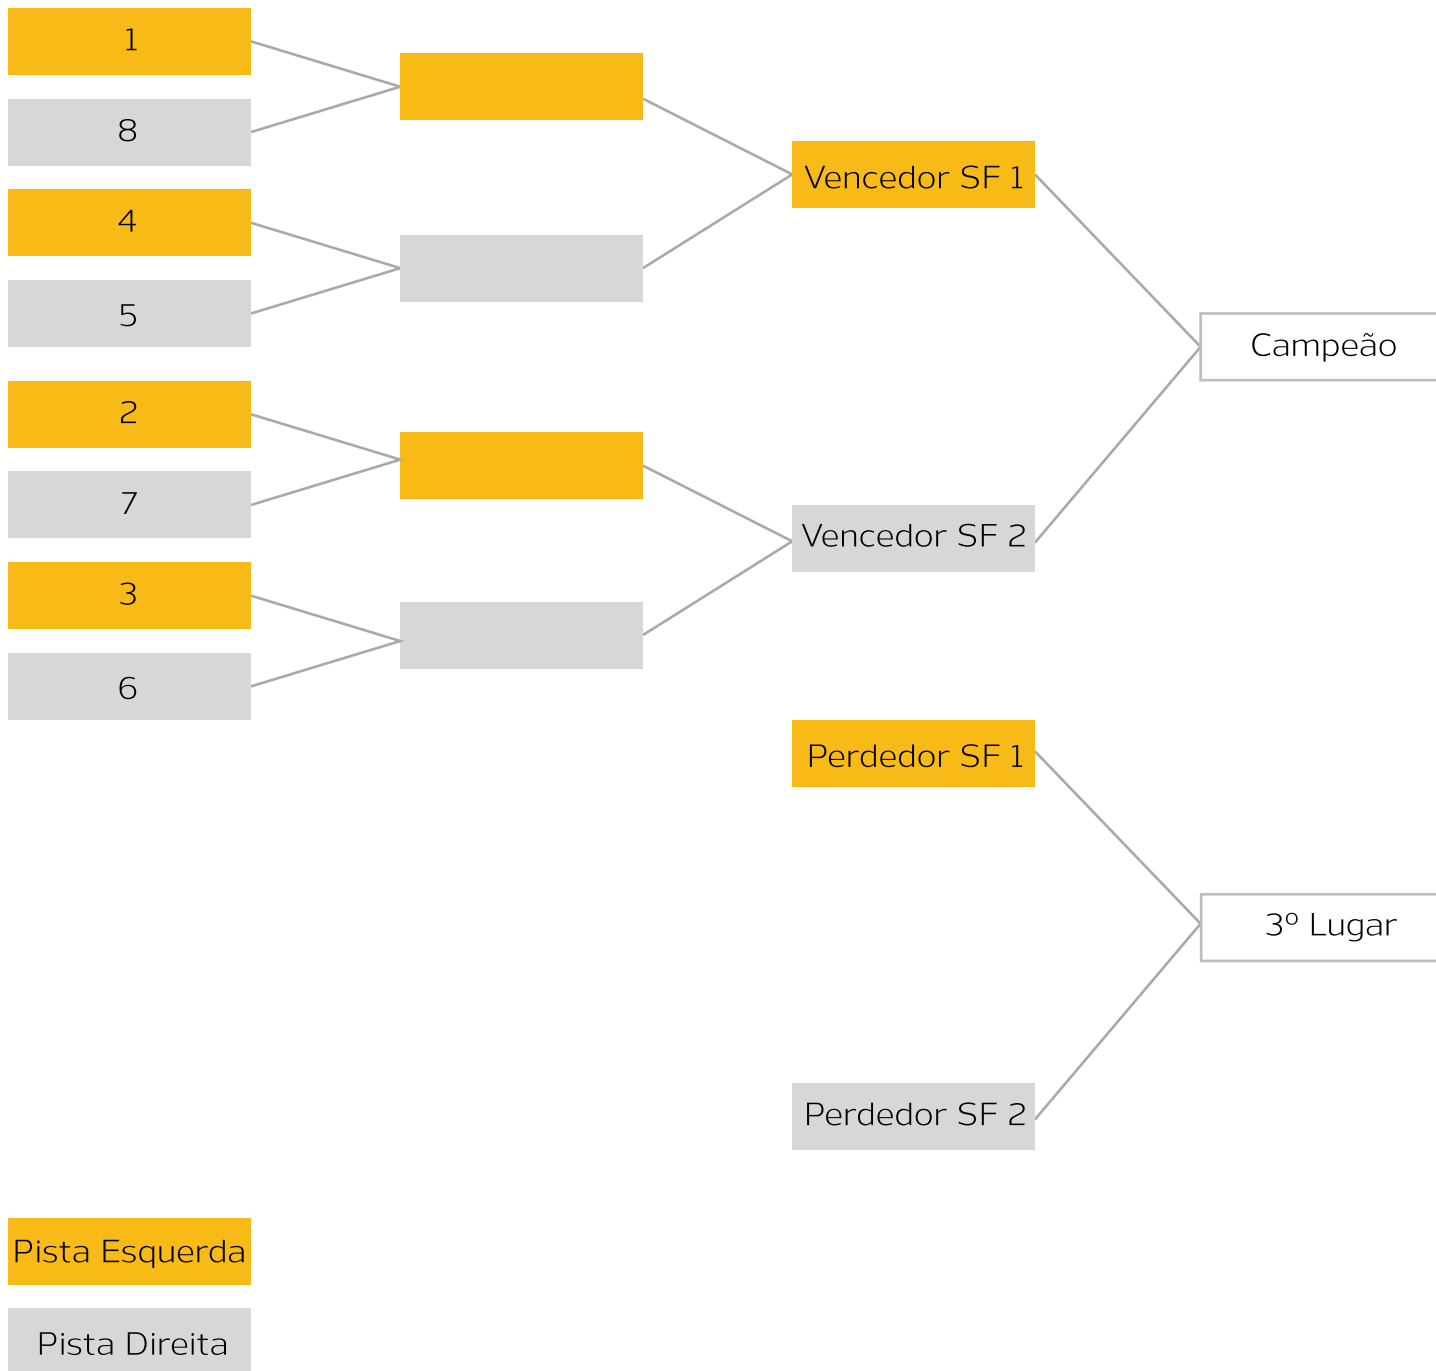 1
8
4
5
2
7
3
6
Vencedor SF 1
Vencedor SF 2
Campeão
Perdedor SF 1
Perdedor SF 2
3º Lugar
Pista Esquerda
Pista Direita